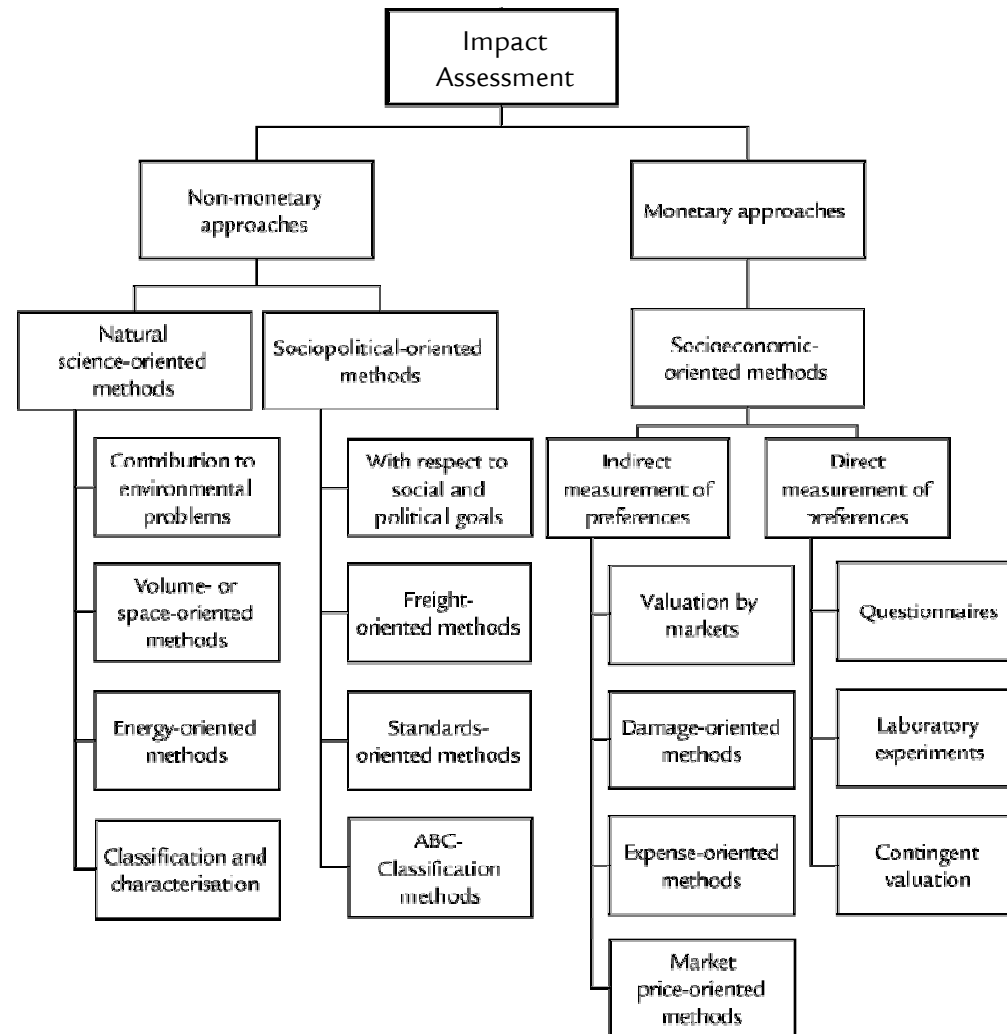 Impact
Assessment
Non-monetary
approaches
Monetary approaches
Natural
science-oriented
methods
Sociopolitical-oriented
methods
Socioeconomic-
oriented methods
Contribution to
environmental
problems
With respect to
social and
political goals
Indirect
measurement of
preferences
Direct
measurement of
preferences
Volume- or
space-oriented
methods
Freight-
oriented methods
Valuation by
markets
Questionnaires
Energy-oriented
methods
Standards-
oriented methods
Damage-oriented
methods
Laboratory
experiments
Classification and
characterisation
ABC-
Classification
methods
Expense-oriented
methods
Contingent
valuation
Market
price-oriented
methods